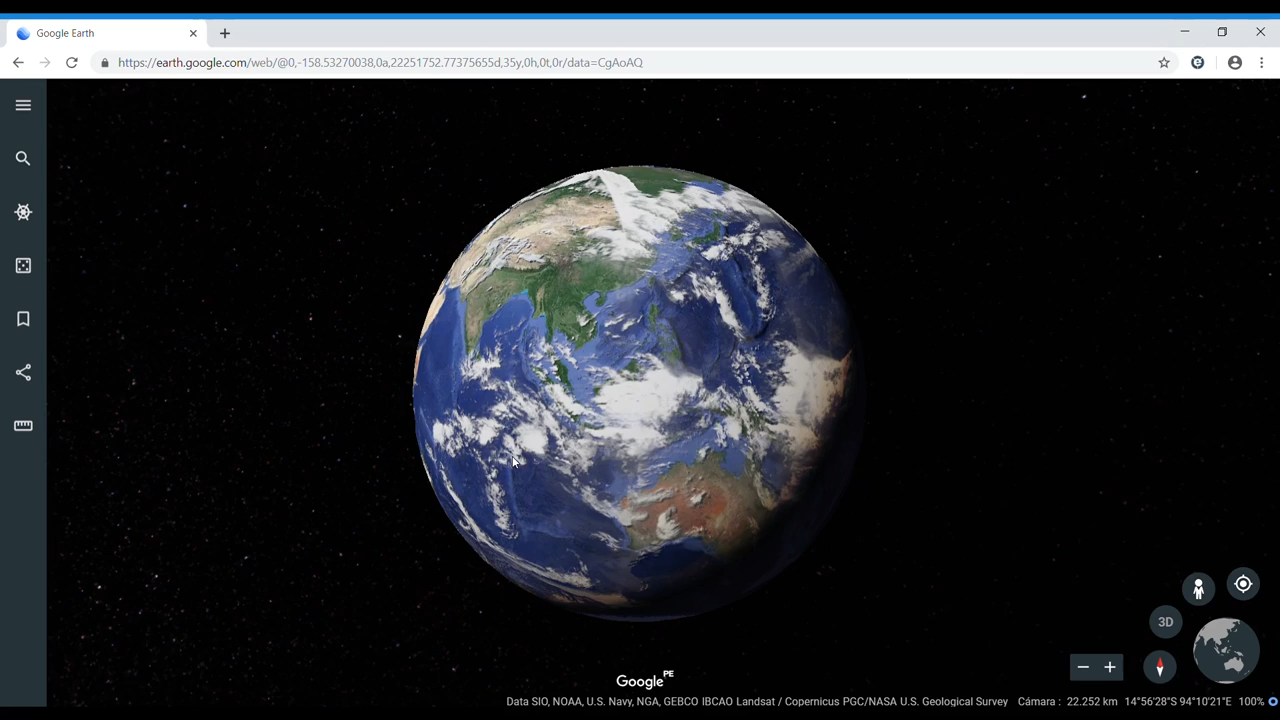 Google Earth
https://earth.google.com/web/@0,-158.53270038,0a,22251752.77375655d,35y,0h,0t,0r/data=CgAoAQ
3D
Google PE
Data SIO, NOAA, U.S. Navy, NGA, GEBCO IBCAO Landsat / Copernicus PGC/NASA U.S. Geological Survey Cámara : 22.252 km 14°56'28"S 94°10'21"E 100%